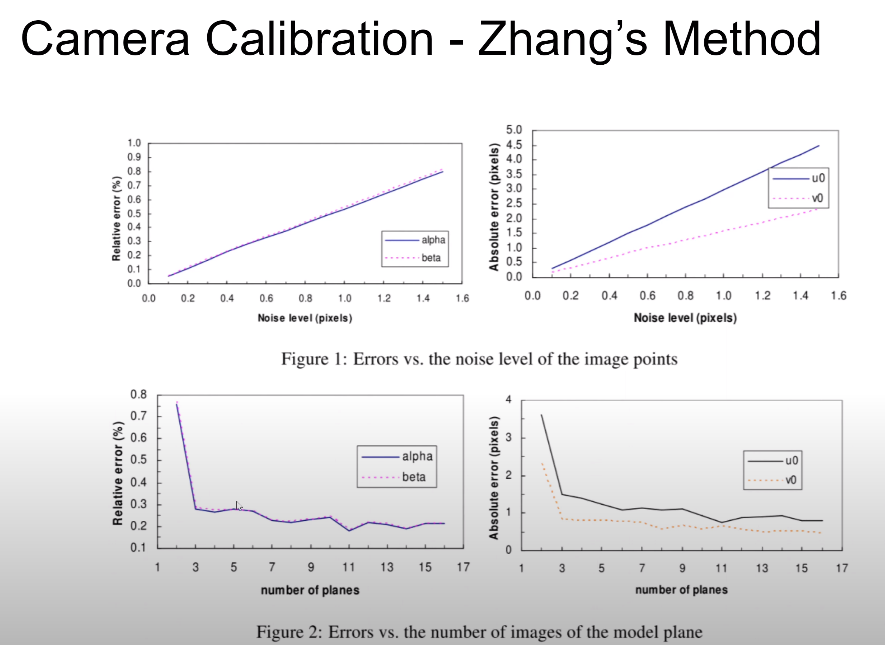 Camera Calibration - Zhang's Method
Relative error (%)
1.0
0.9
0.8
0.7
0.6
0.5
0.4
0.3
0.2
0.1
0.0
alpha
beta
0.0 0.2 0.4 0.6 0.8 1.0 1.2 1.4 1.6
Noise level (pixels)
Absolute error (pixels)
5.0
4.5
4.0
3.5
3.0
2.5
2.0
1.5
1.0
0.5
0.0
u0
v0
0.0 0.2 0.4 0.6 0.8 1.0 1.2 1.4 1.6
Noise level (pixels)
Figure 1: Errors vs. the noise level of the image points
Relative error (%)
0.8
0.7
0.6
0.5
0.4
0.3
0.2
0.1
alpha
beta
1 3 5 7 9 11 13 15 17
number of planes
Absolute error (pixels)
4
3
2
1
0
u0
v0
1 3 5 7 9 11 13 15 17
number of planes
Figure 2: Errors vs. the number of images of the model plane